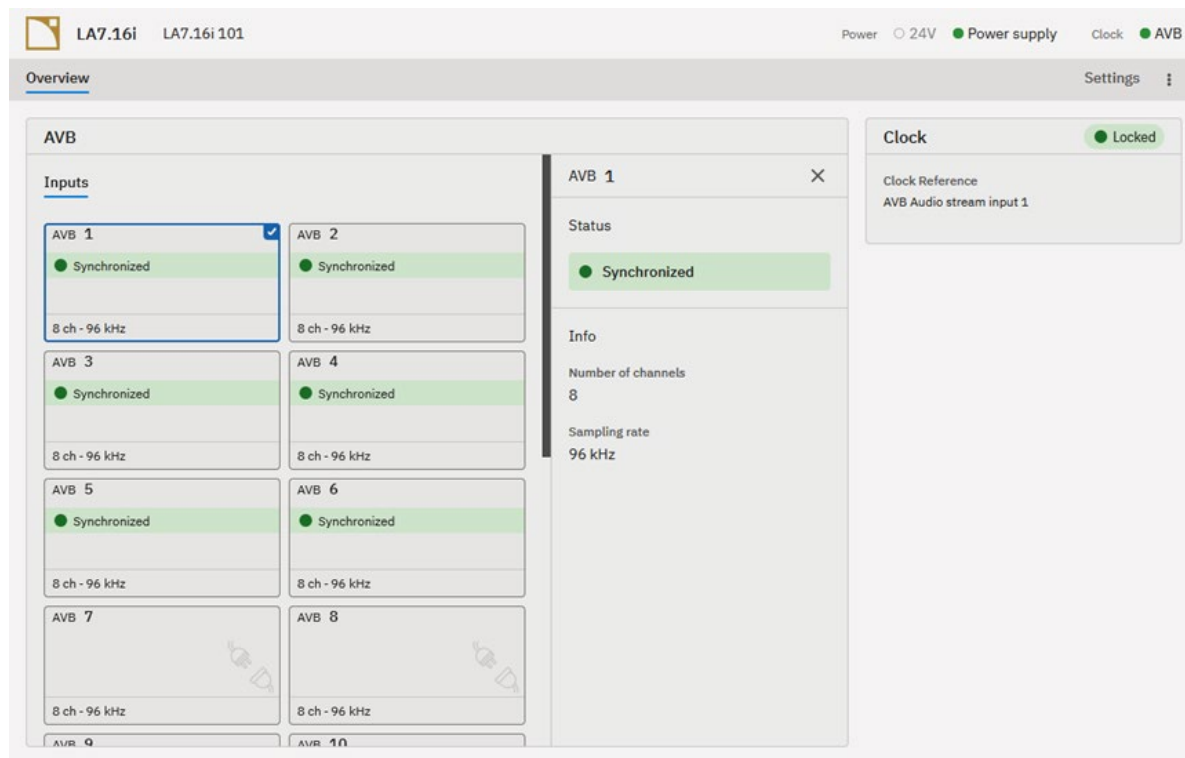 LA7.16i LA7.16i 101 Power 24V Power supply Clock AVB
Overview Settings
AVB
Inputs
AVB 1
Synchronized
8 ch - 96 kHz
AVB 2
Synchronized
8 ch - 96 kHz
AVB 3
Synchronized
8 ch - 96 kHz
AVB 4
Synchronized
8 ch - 96 kHz
AVB 5
Synchronized
8 ch - 96 kHz
AVB 6
Synchronized
8 ch - 96 kHz
AVB 7
8 ch - 96 kHz
AVB 8
8 ch - 96 kHz
AVB 9
AVB 10
AVB 1
Status
Synchronized
Info
Number of channels
8
Sampling rate
96 kHz
Clock Locked
Clock Reference
AVB Audio stream input 1